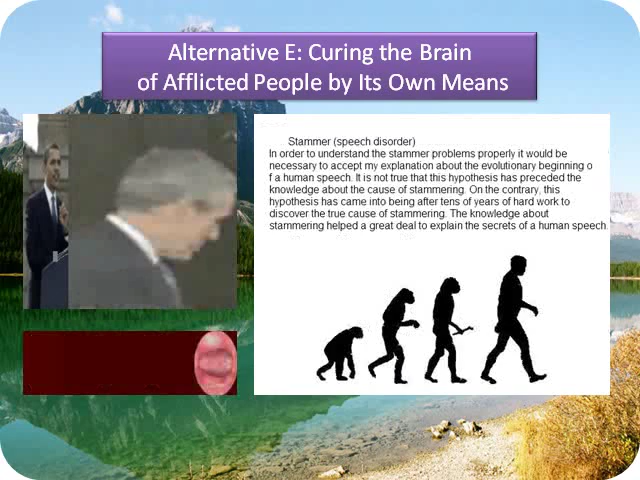 Alternative E: Curing the Brain
of Afflicted People by Its Own Means
Stammer (speech disorder)
In order to understand the stammer problems properly it would be
necessary to accept my explanation about the evolutionary beginning o
f a human speech. It is not true that this hypothesis has preceded the
knowledge about the cause of stammering. On the contrary, this
hypothesis has came into being after tens of years of hard work to
discover the true cause of stammering. The knowledge about
stammering helped a great deal to explain the secrets of a human speech.